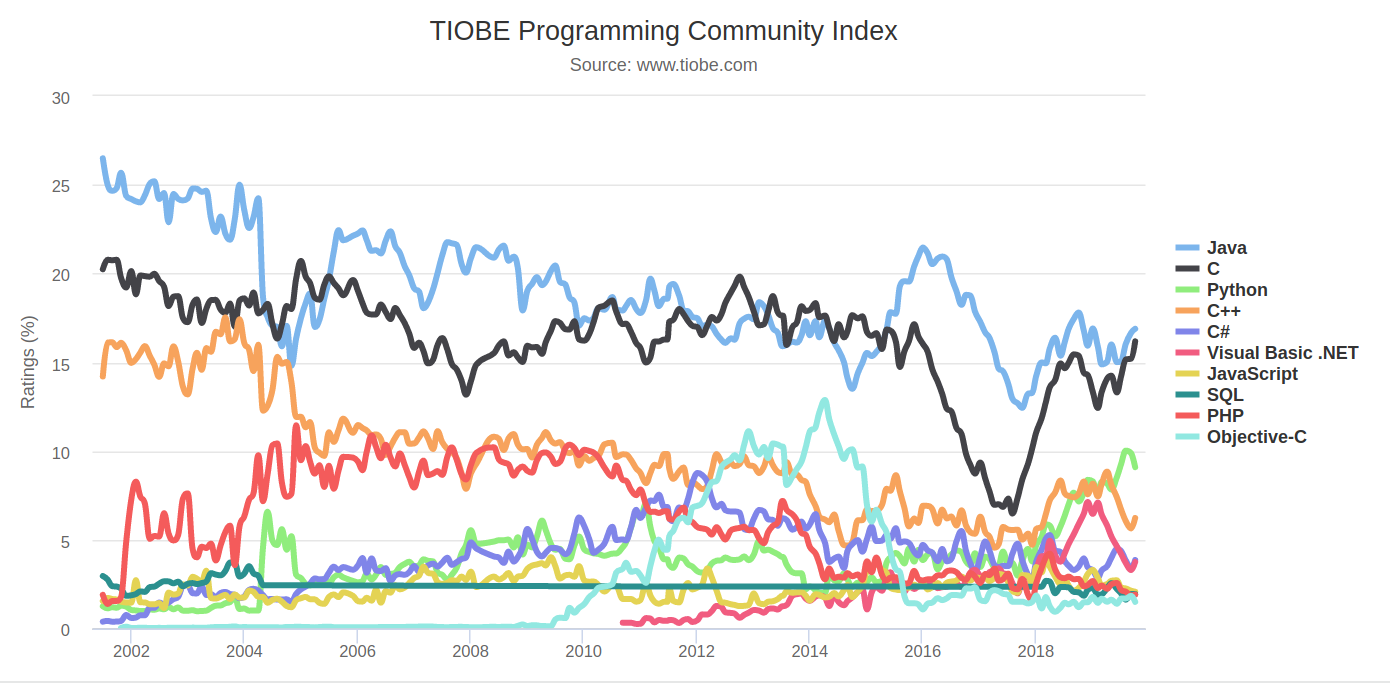 TIOBE Programming Community Index
Source: www.tiobe.com
Ratings (%)
30
25
20
15
10
5
0
2002 2004 2006 2008 2010 2012 2014 2016 2018
Java
C
Python
C++
C#
Visual Basic .NET
JavaScript
SQL
PHP
Objective-C